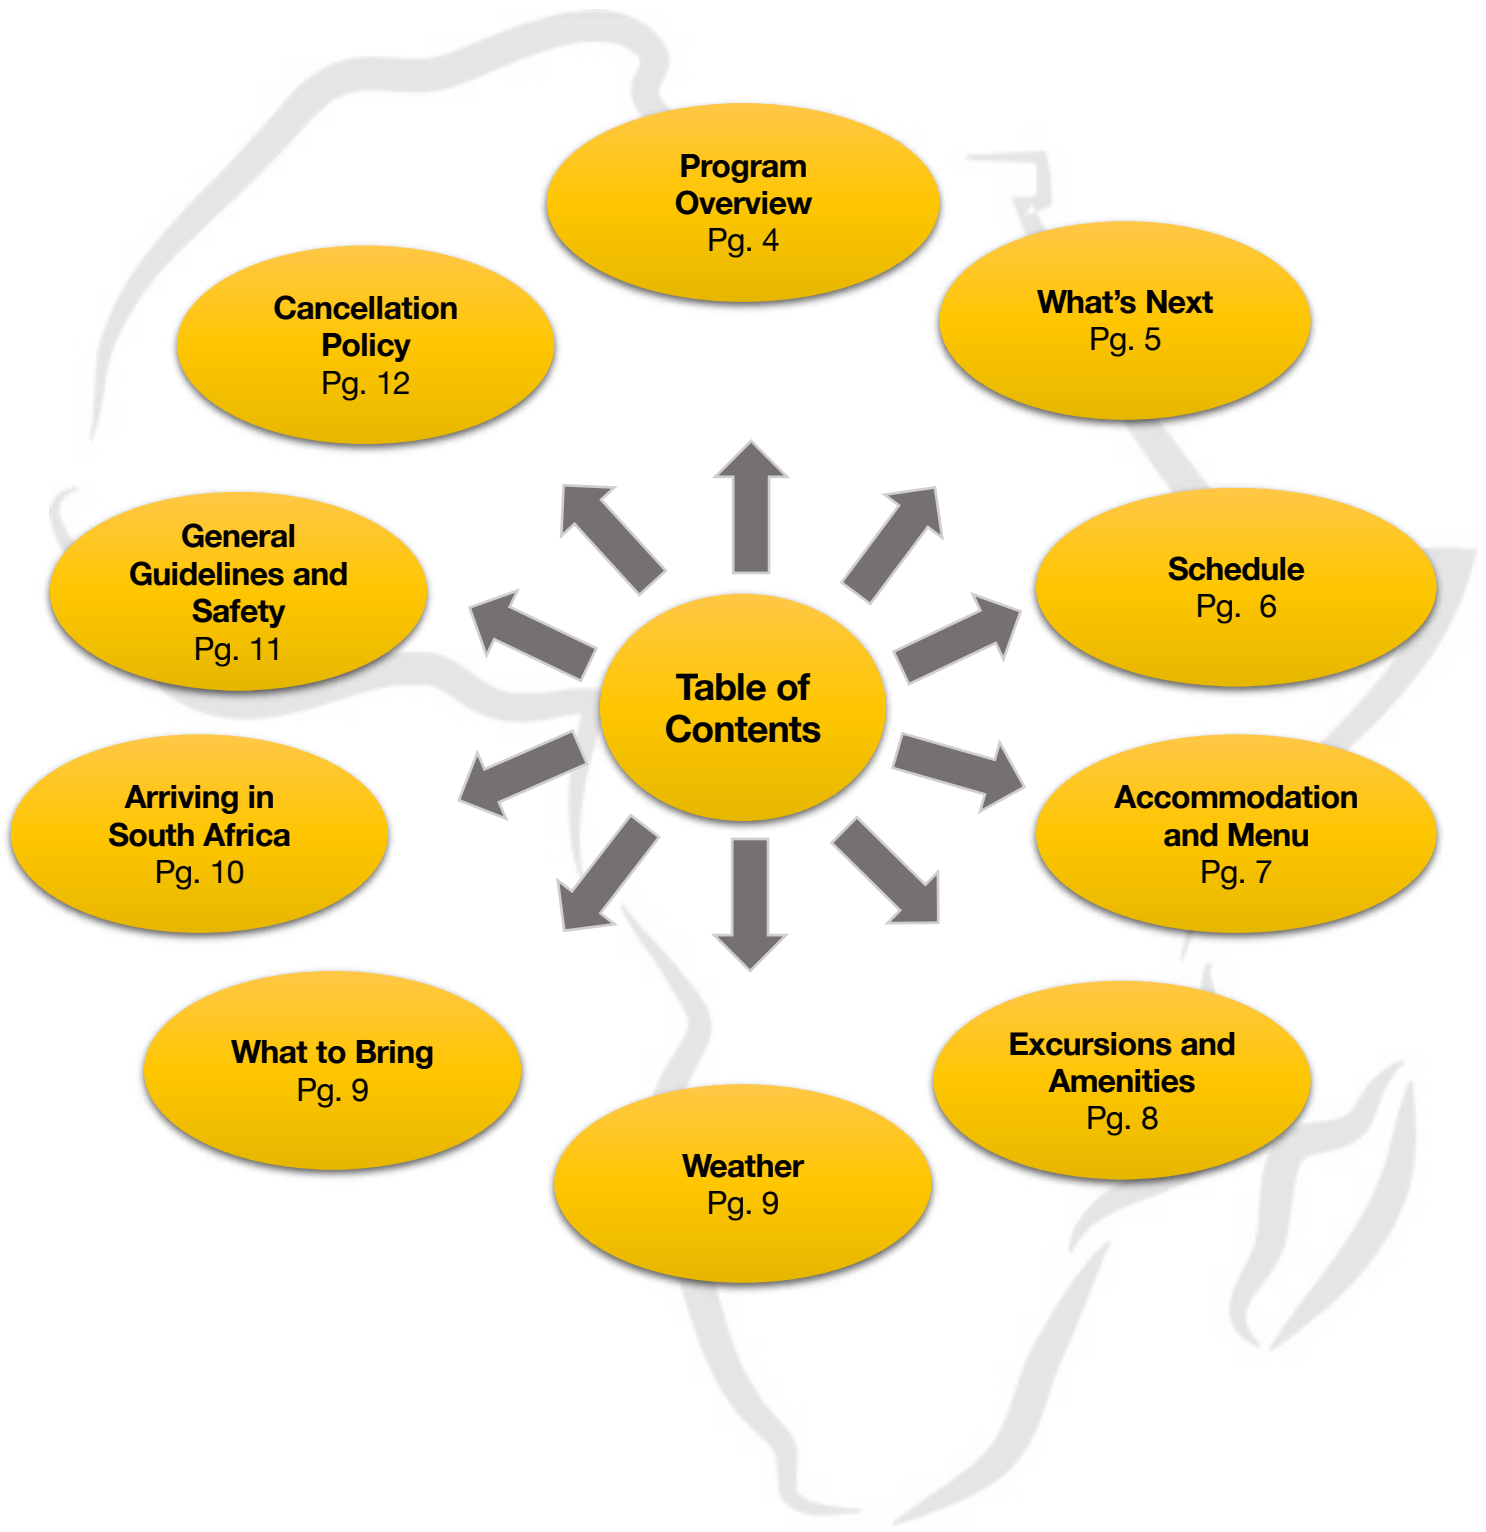 Table of
Contents
Program
Overview
Pg. 4
What’s Next
Pg. 5
Schedule
Pg.  6
Accommodation
and Menu
Pg. 7
Excursions and
Amenities
Pg. 8
Weather
Pg. 9
What to Bring
Pg. 9
Arriving in
South Africa
Pg. 10
General
Guidelines and
Safety
Pg. 11
Cancellation
Policy
Pg. 12